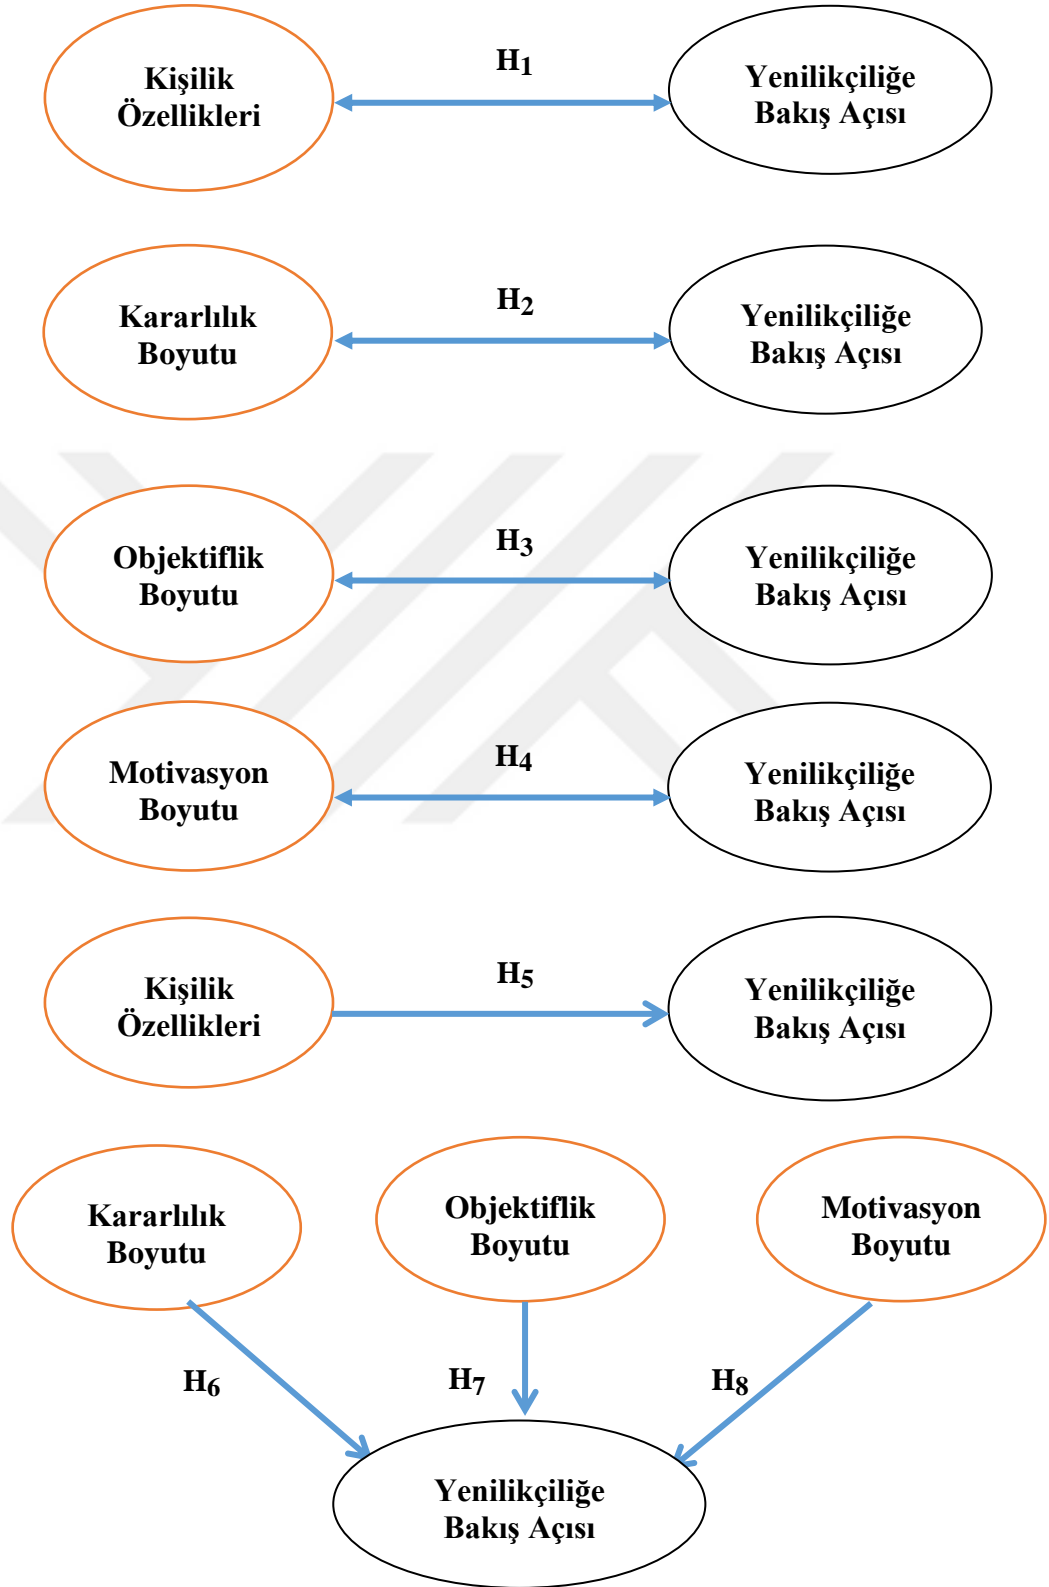 H1
Kişilik
Özellikleri
Yenilikçiliğe
Bakış Açısı
H2
Kararlılık
Boyutu
Yenilikçiliğe
Bakış Açısı
H3
Objektiflik
Boyutu
Yenilikçiliğe
Bakış Açısı
H4
Motivasyon
Boyutu
Yenilikçiliğe
Bakış Açısı
H5
Kişilik
Özellikleri
Yenilikçiliğe
Bakış Açısı
Kararlılık
Boyutu
Objektiflik
Boyutu
Motivasyon
Boyutu
H6
H7
H8
Yenilikçiliğe
Bakış Açısı